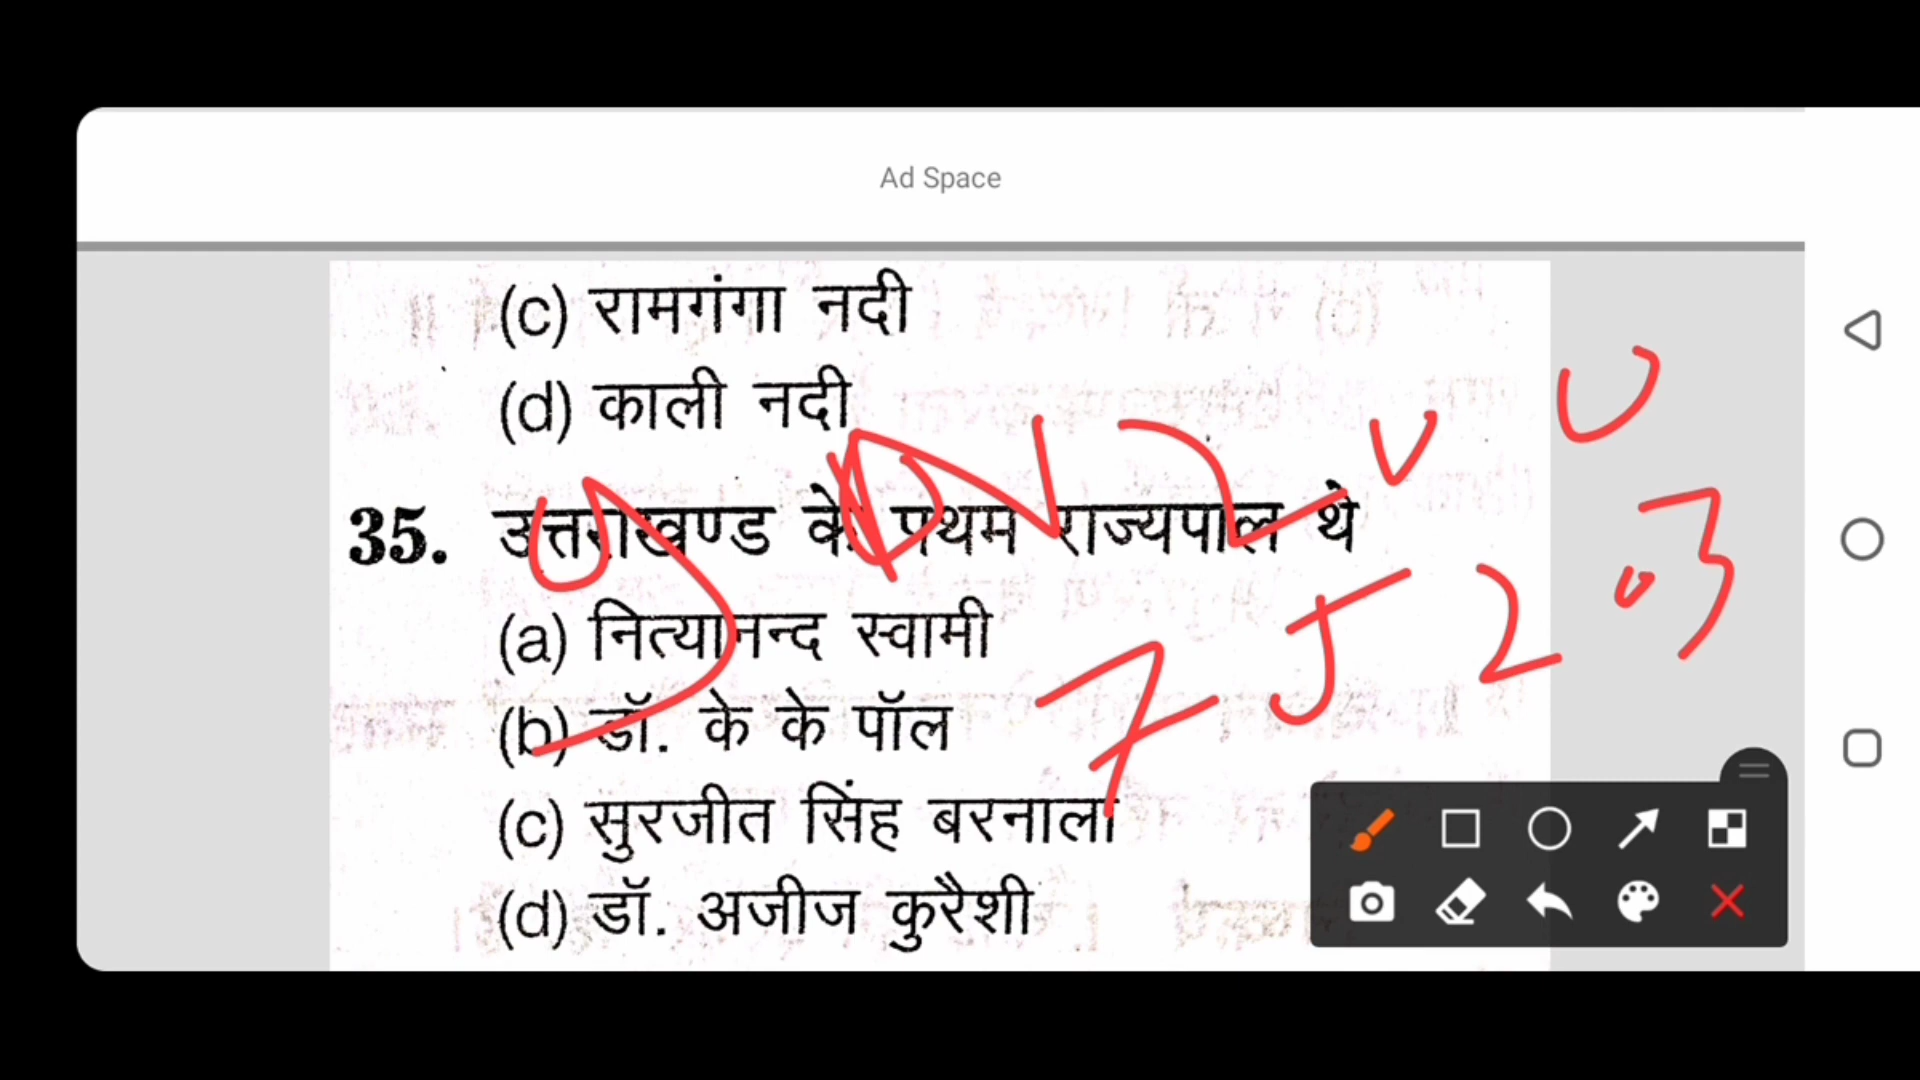 Ad Space
(c) रामगंगा नदी
(d) काली नदी
35. उत्तराखण्ड के प्रथम राज्यपाल थे
(a) नित्यानन्द स्वामी
(b) डॉ. के के पॉल
(c) सुरजीत सिंह बरनाला
(d) डॉ. अजीज कुरैशी